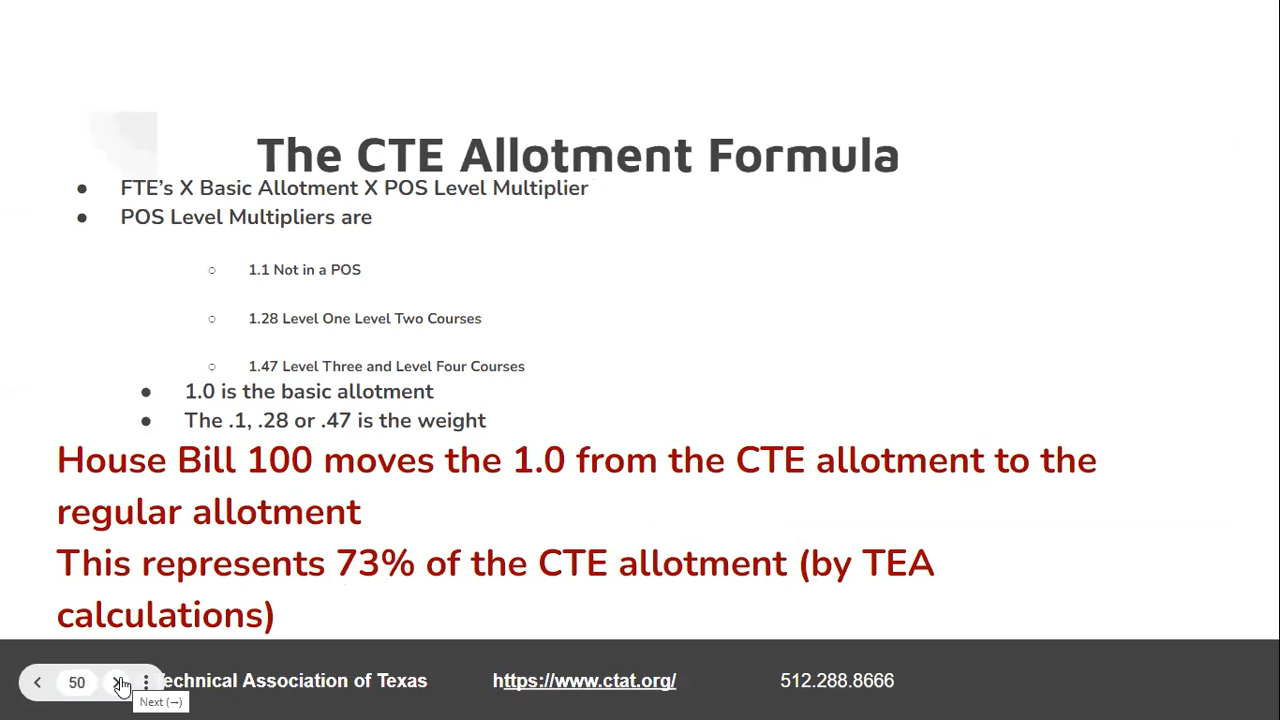 The CTE Allotment Formula
● FTE's X Basic Allotment X POS Level Multiplier
● POS Level Multipliers are
○ 1.1 Not in a POS
○ 1.28 Level One Level Two Courses
○ 1.47 Level Three and Level Four Courses
● 1.0 is the basic allotment
● The .1, .28 or .47 is the weight
House Bill 100 moves the 1.0 from the CTE allotment to the
regular allotment
This represents 73% of the CTE allotment (by TEA
calculations)
50 echnical Association of Texas https://www.ctat.org/ 512.288.8666
Next (→)